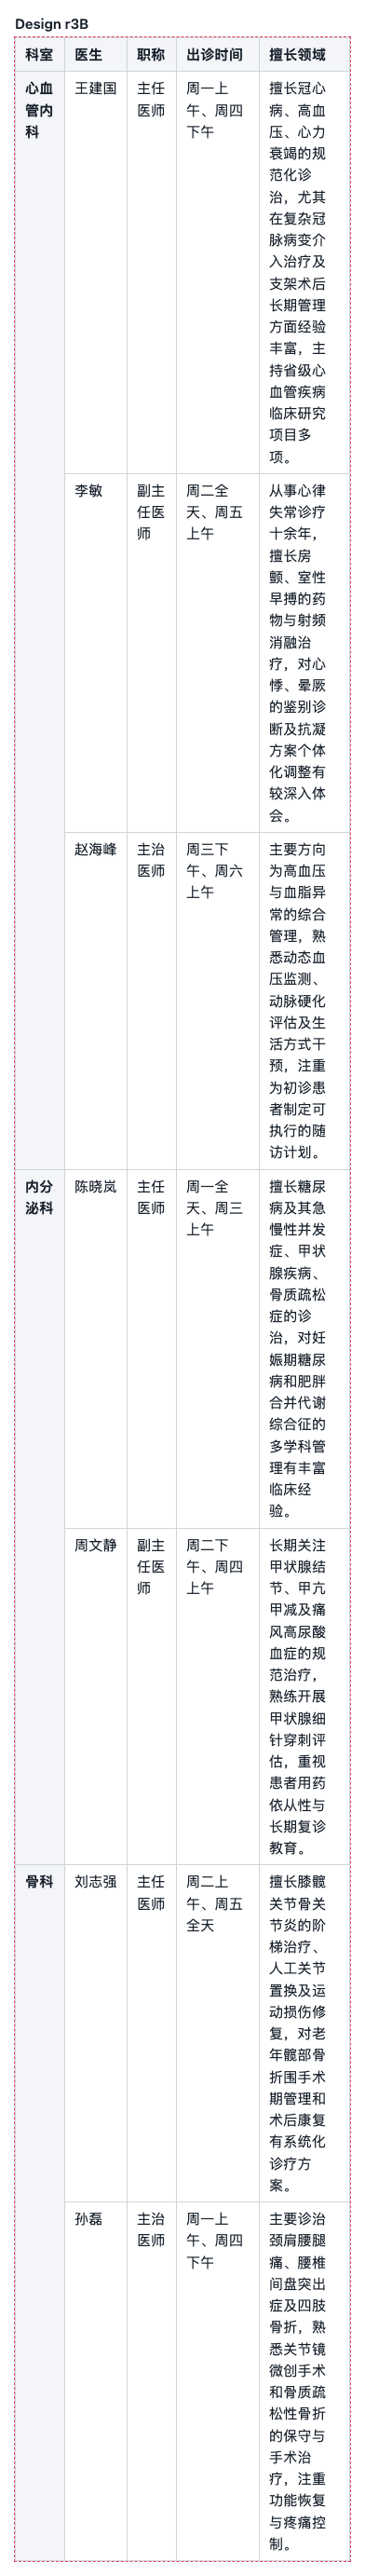 Design r3B
科室 医生 职称 出诊时间 擅长领域
心血管内科
王建国
主任医师
周一上午、周四下午
擅长冠心
病、高血
压、心力
衰竭的规
范化诊
治，尤其
在复杂冠
脉病变介
入治疗及
支架术后
长期管理
方面经验
丰富，主
持省级心
血管疾病
临床研究
项目多
项。
李敏
副主任医师
周二全天、周五上午
从事心律
失常诊疗
十余年，
擅长房
颤、室性
早搏的药
物与射频
消融治
疗，对心
悸、晕厥
的鉴别诊
断及抗凝
方案个体
化调整有
较深入体
会。
赵海峰
主治医师
周三下午、周六上午
主要方向
为高血压
与血脂异
常的综合
管理，熟
悉动态血
压监测、
动脉硬化
评估及生
活方式干
预，注重
为初诊患
者制定可
执行的随
访计划。
内分泌科
陈晓岚
主任医师
周一全天、周三上午
擅长糖尿
病及其急
慢性并发
症、甲状
腺疾病、
骨质疏松
症的诊
治，对妊
娠期糖尿
病和肥胖
合并代谢
综合征的
多学科管
理有丰富
临床经
验。
周文静
副主任医师
周二下午、周四上午
长期关注
甲状腺结
节、甲亢
甲减及痛
风高尿酸
血症的规
范治疗，
熟练开展
甲状腺细
针穿刺评
估，重视
患者用药
依从性与
长期复诊
教育。
骨科
刘志强
主任医师
周二上午、周五全天
擅长膝髋
关节骨关
节炎的阶
梯治疗、
人工关节
置换及运
动损伤修
复，对老
年髋部骨
折围手术
期管理和
术后康复
有系统化
诊疗方
案。
孙磊
主治医师
周一上午、周四下午
主要诊治
颈肩腰腿
痛、腰椎
间盘突出
症及四肢
骨折，熟
悉关节镜
微创手术
和骨质疏
松性骨折
的保守与
手术治
疗，注重
功能恢复
与疼痛控
制。